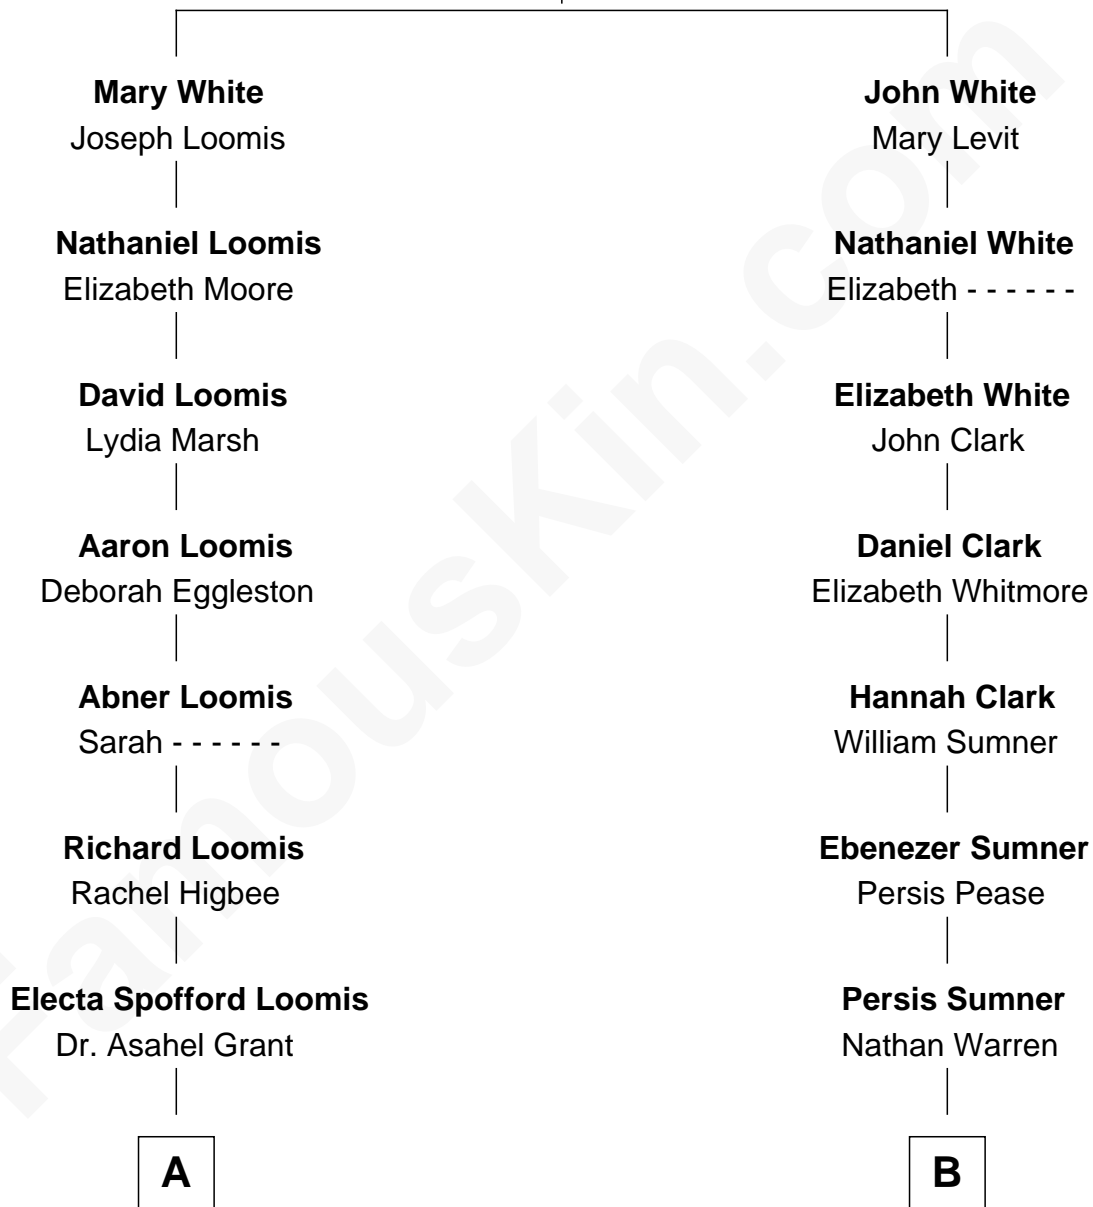 Mary White
Joseph Loomis
Nathaniel Loomis
Elizabeth Moore
David Loomis
Lydia Marsh
Aaron Loomis
Deborah Eggleston
Abner Loomis
Sarah - - - - - -
Richard Loomis
Rachel Higbee
Electa Spofford Loomis
Dr. Asahel Grant
A
John White
Mary Levit
Nathaniel White
Elizabeth - - - - - -
Elizabeth White
John Clark
Daniel Clark
Elizabeth Whitmore
Hannah Clark
William Sumner
Ebenezer Sumner
Persis Pease
Persis Sumner
Nathan Warren
B
FamousKin.com